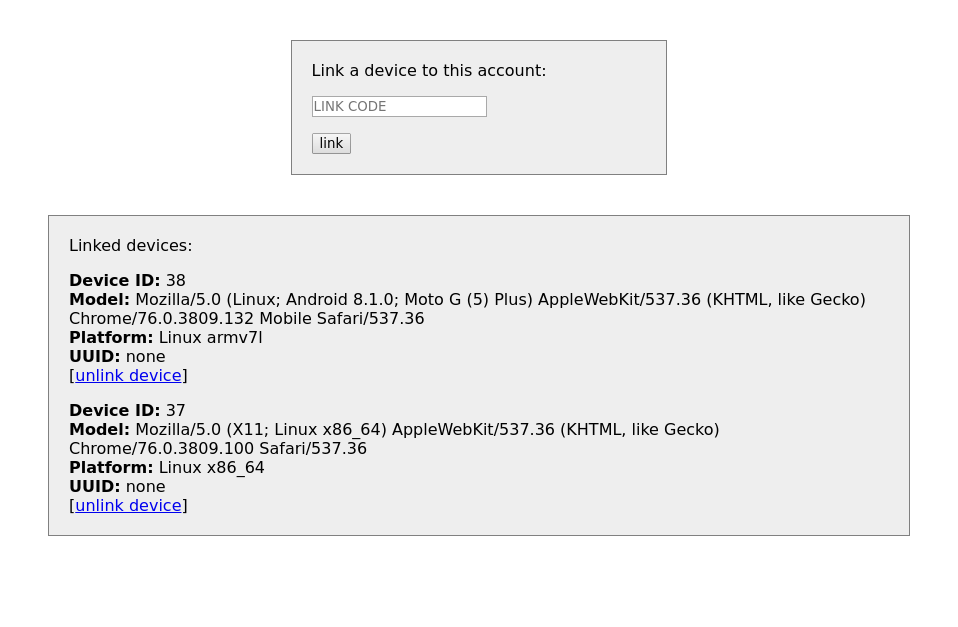 Link a device to this account:
LINK CODE
link
Linked devices:
Device ID: 38
Model: Mozilla/5.0 (Linux; Android 8.1.0; Moto G (5) Plus) AppleWebKit/537.36 (KHTML, like Gecko)
Chrome/76.0.3809.132 Mobile Safari/537.36
Platform: Linux armv7l
UUID: none
[unlink device]
Device ID: 37
Model: Mozilla/5.0 (X11; Linux x86_64) AppleWebKit/537.36 (KHTML, like Gecko)
Chrome/76.0.3809.100 Safari/537.36
Platform: Linux x86_64
UUID: none
[unlink device]